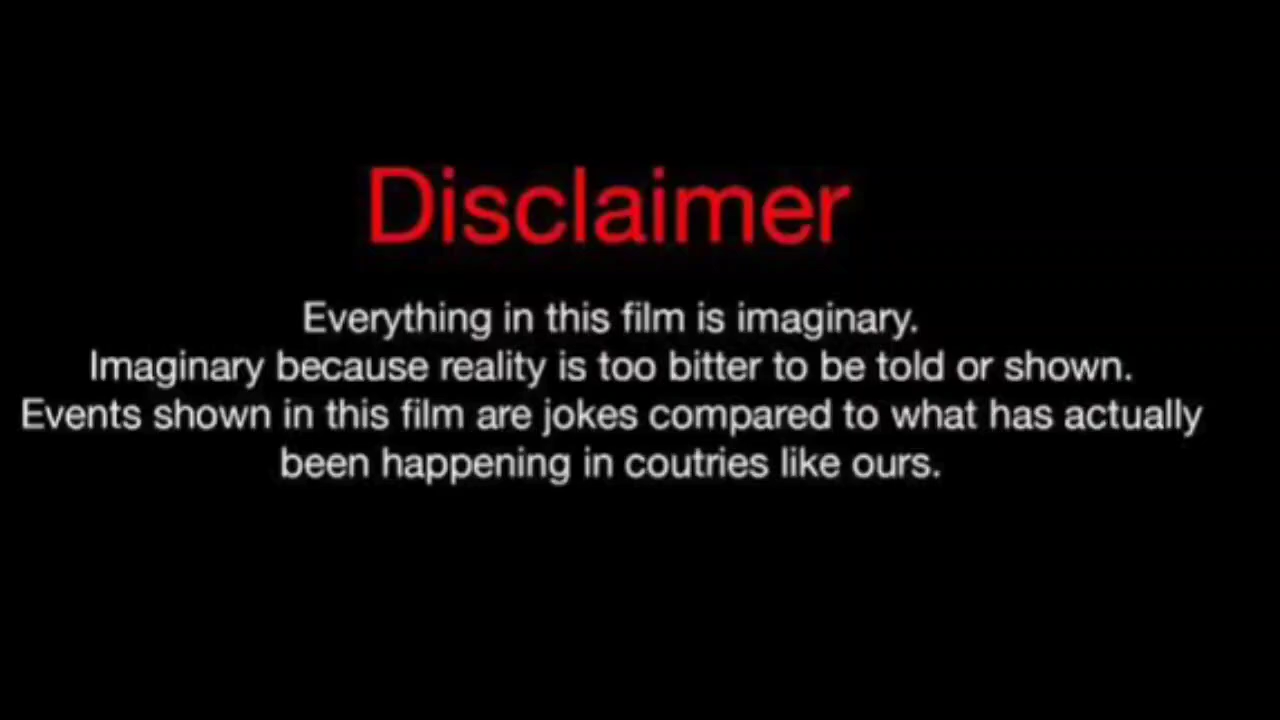 Disclaimer
Everything in this film is imaginary.
Imaginary because reality is too bitter to be told or shown.
Events shown in this film are jokes compared to what has actually
been happening in coutries like ours.